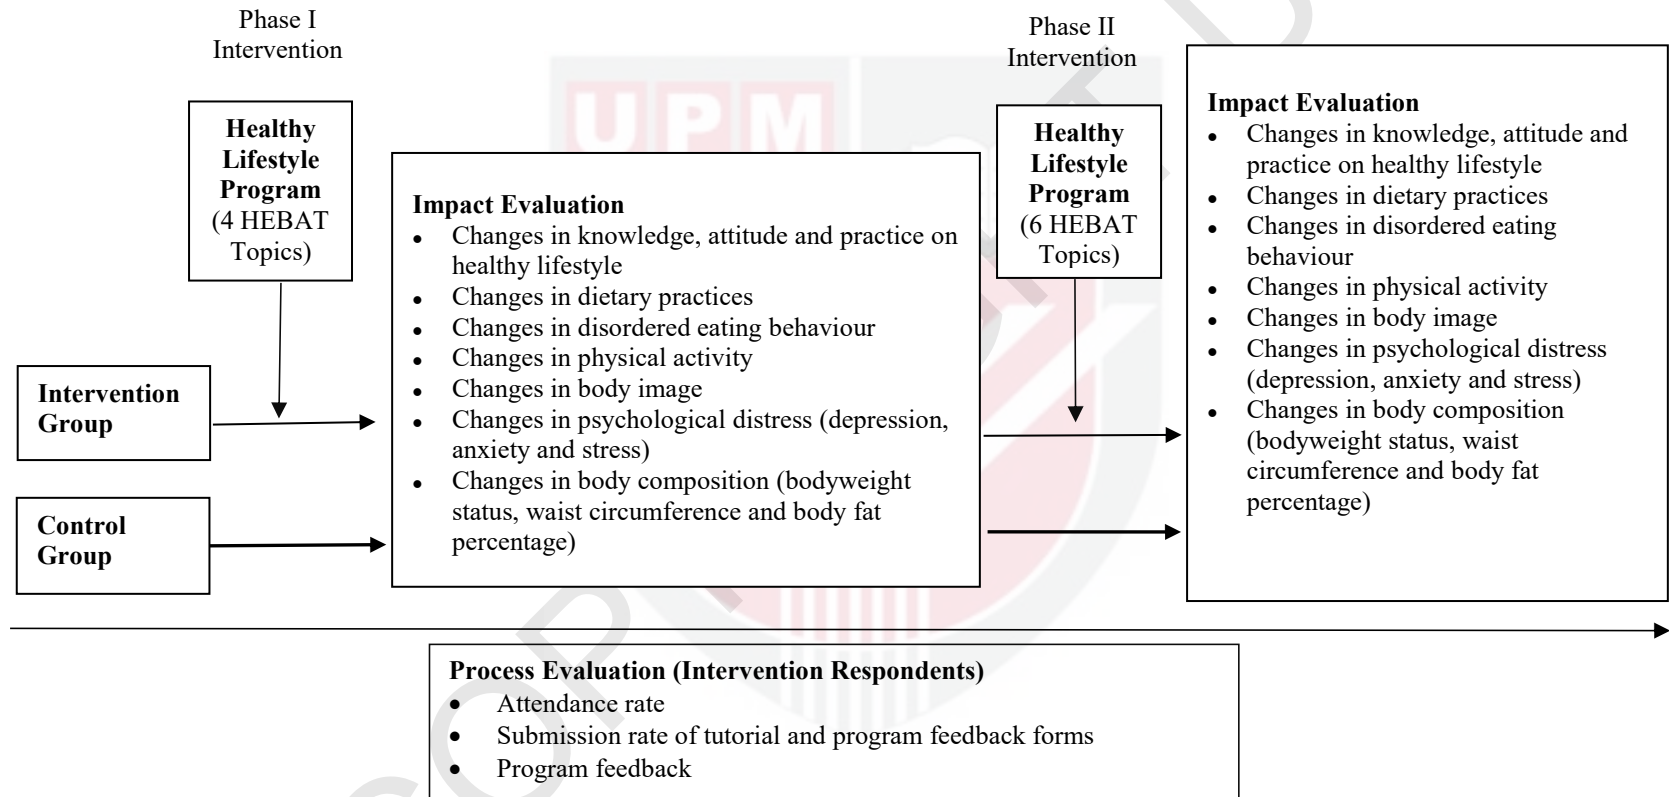 Phase I
Intervention
Healthy
Lifestyle
Program
(4 HEBAT
Topics)
Intervention
Group
Control
Group
Impact Evaluation
• Changes in knowledge, attitude and practice on
healthy lifestyle
• Changes in dietary practices
• Changes in disordered eating behaviour
• Changes in physical activity
• Changes in body image
• Changes in psychological distress (depression,
anxiety and stress)
• Changes in body composition (bodyweight
status, waist circumference and body fat
percentage)
Phase II
Intervention
Healthy
Lifestyle
Program
(6 HEBAT
Topics)
Impact Evaluation
• Changes in knowledge, attitude and
practice on healthy lifestyle
• Changes in dietary practices
• Changes in disordered eating
behaviour
• Changes in physical activity
• Changes in body image
• Changes in psychological distress
(depression, anxiety and stress)
• Changes in body composition
(bodyweight status, waist
circumference and body fat
percentage)
Process Evaluation (Intervention Respondents)
• Attendance rate
• Submission rate of tutorial and program feedback forms
• Program feedback
UPM